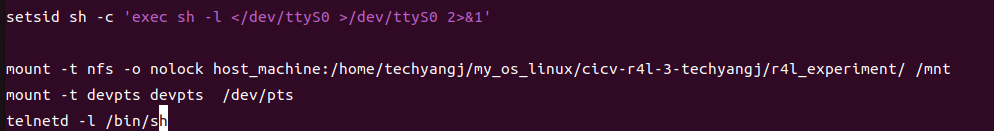 setsid sh -c 'exec sh -l </dev/ttyS0 >/dev/ttyS0 2>&1'
mount -t nfs -o nolock host_machine:/home/techyangj/my_os_linux/cicv-r4l-3-techyangj/r4l_experiment/ /mnt
mount -t devpts devpts  /dev/pts
telnetd -l /bin/sh